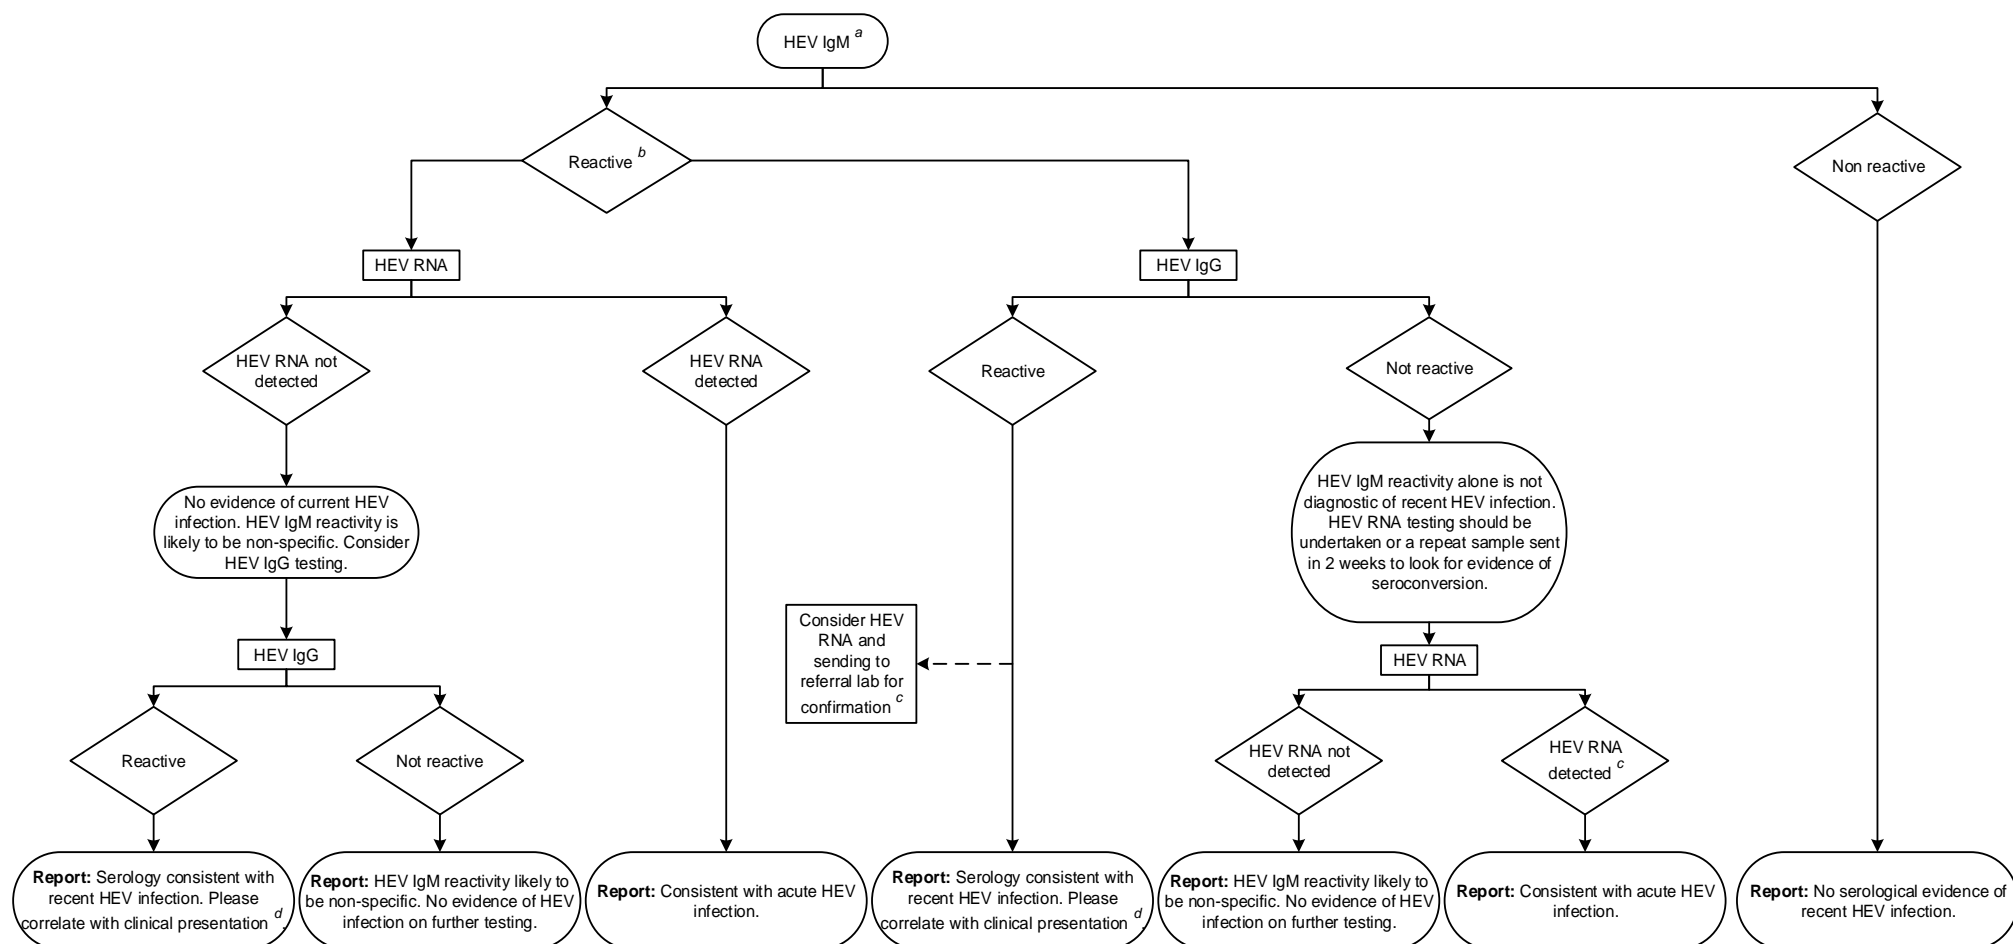 HEV IgM a
Reactive b
Non reactive
HEV RNA
HEV IgG
HEV RNA not
detected
HEV RNA
detected
Reactive
Not reactive
No evidence of current HEV
infection. HEV IgM reactivity is
likely to be non-specific. Consider
HEV IgG testing.
HEV IgM reactivity alone is not
diagnostic of recent HEV infection.
HEV RNA testing should be
undertaken or a repeat sample sent
in 2 weeks to look for evidence of
seroconversion.
Consider HEV
RNA and
sending to
referral lab for
confirmation c
HEV IgG
HEV RNA
Reactive
Not reactive
HEV RNA not
detected
HEV RNA
detected c
Report: Serology consistent with
recent HEV infection. Please
correlate with clinical presentation d.
Report: HEV IgM reactivity likely to
be non-specific. No evidence of HEV
infection on further testing.
Report: Consistent with acute HEV
infection.
Report: Serology consistent with
recent HEV infection. Please
correlate with clinical presentation d.
Report: HEV IgM reactivity likely to
be non-specific. No evidence of HEV
infection on further testing.
Report: Consistent with acute HEV
infection.
Report: No serological evidence of
recent HEV infection.